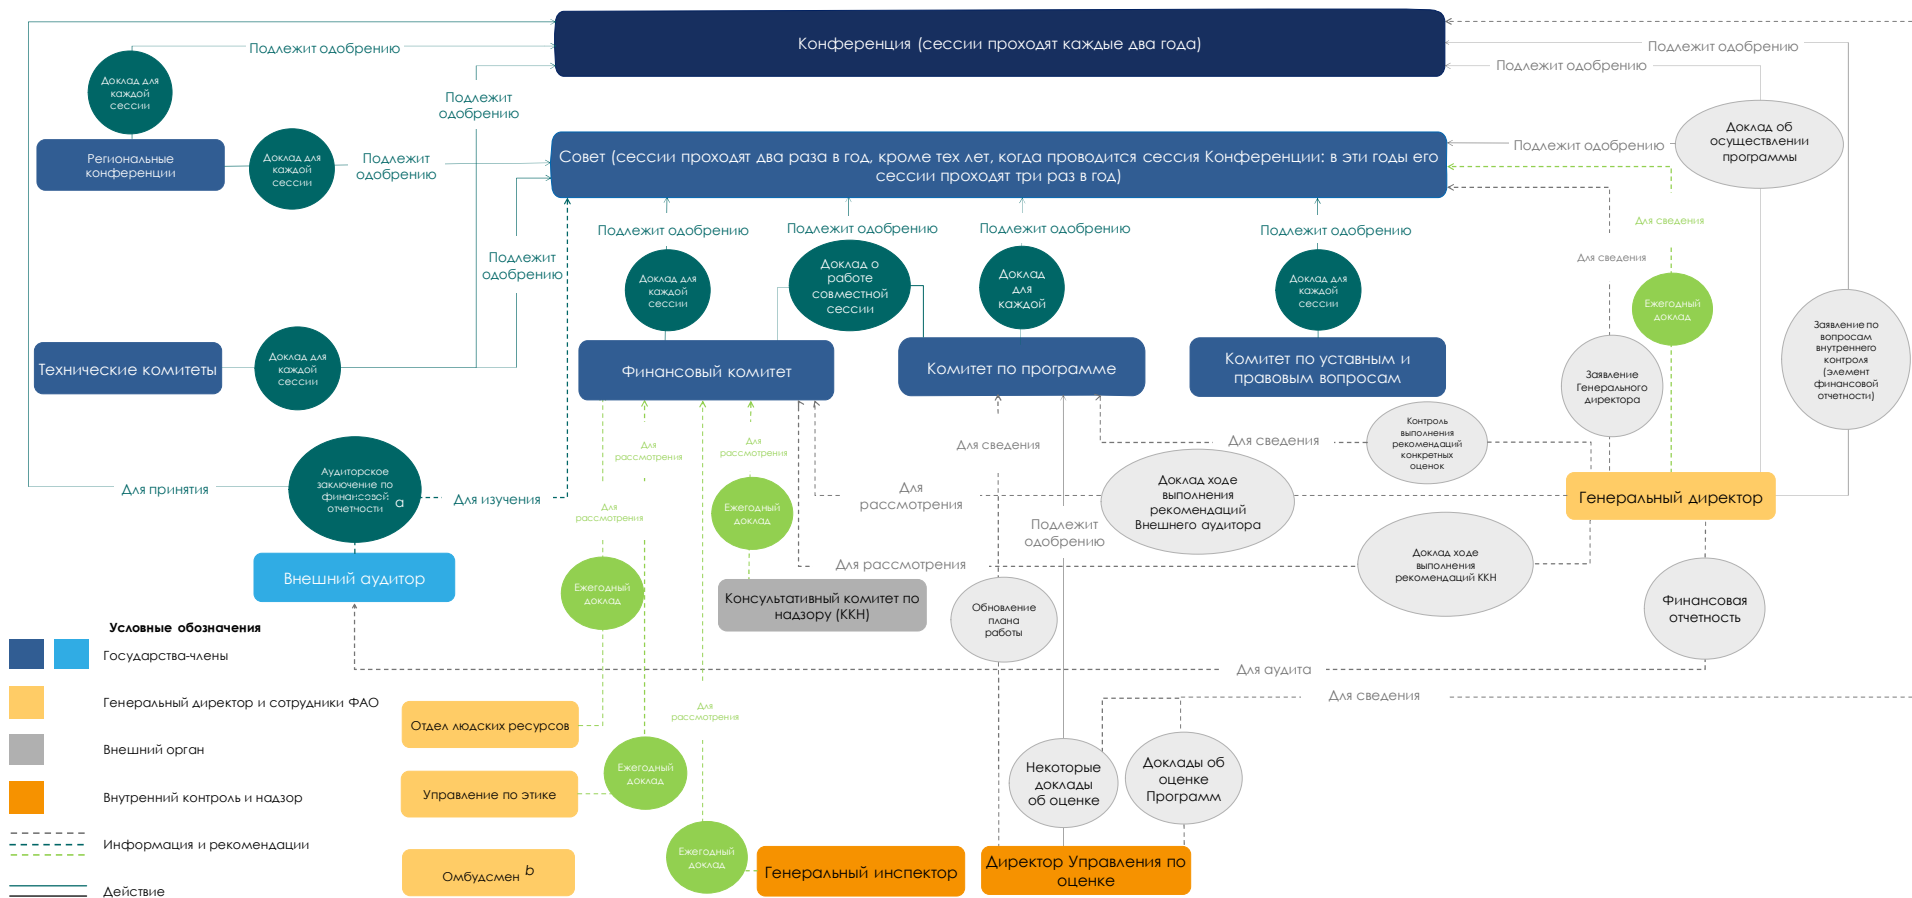 Конференция (сессии проходят каждые два года)
Подлежит одобрению
Подлежит одобрению
Подлежит одобрению
Доклад для
каждой
сессии
Подлежит
одобрению
Региональные
конференции
Доклад для
каждой
сессии
Подлежит
одобрению
Совет (сессии проходят два раза в год, кроме тех лет, когда проводится сессия Конференции: в эти годы его
сессии проходят три раз в год)
Подлежит одобрению
Доклад об
осуществлении
программы
Подлежит
одобрению
Подлежит одобрению
Подлежит одобрению
Подлежит одобрению
Подлежит одобрению
Для сведения
Для сведения
Доклад для
каждой
сессии
Доклад о
работе
совместной
сессии
Доклад
для
каждой
Доклад для
каждой
сессии
Ежегодный
доклад
Технические комитеты
Доклад для
каждой
сессии
Финансовый комитет
Комитет по программе
Комитет по уставным и
правовым вопросам
Заявление
Генерального
директора
Заявление по
вопросам
внутреннего
контроля
(элемент
финансовой
отчетности)
Для
рассмотрения
Для
рассмотрения
Для сведения
Для сведения
Контроль
выполнения
рекомендаций
конкретных
оценок
Для принятия
Аудиторское
заключение по
финансовой
отчетности a
Для изучения
Для
рассмотрения
Ежегодный
доклад
Для
рассмотрения
Доклад ходе
выполнения
рекомендаций
Внешнего аудитора
Генеральный директор
Подлежит
одобрению
Внешний аудитор
Ежегодный
доклад
Консультативный комитет по
надзору (ККН)
Для рассмотрения
Доклад ходе
выполнения
рекомендаций ККН
Обновление
плана
работы
Финансовая
отчетность
Условные обозначения
Государства-члены
Генеральный директор и сотрудники ФАО
Внешний орган
Внутренний контроль и надзор
Информация и рекомендации
Действие
Для аудита
Для сведения
Отдел людских ресурсов
Для
рассмотрения
Управление по этике
Ежегодный
доклад
Некоторые
доклады
об оценке
Доклады об
оценке
Программ
Омбудсмен b
Ежегодный
доклад
Генеральный инспектор
Директор Управления по
оценке